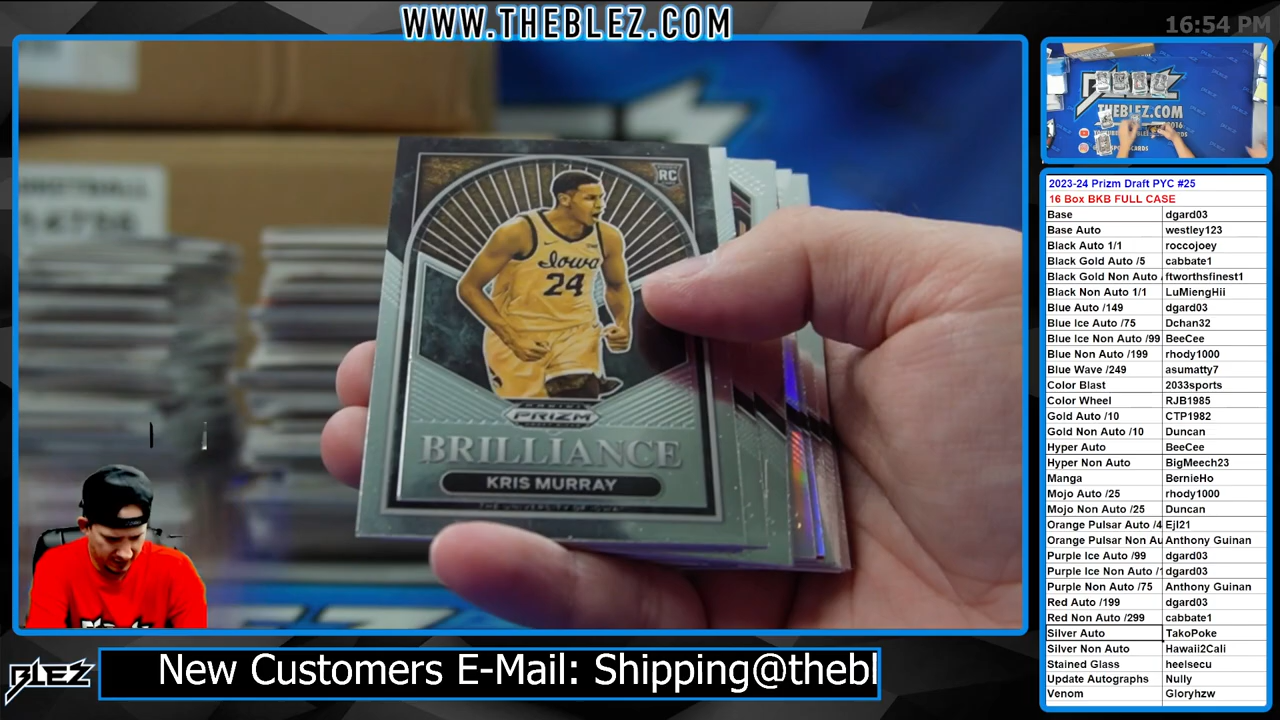 WWW.THEBLEZ.COM
16:54 PM
RC
Iowa
24
PRIZM
BRILLIANCE
KRIS MURRAY
THE UNIVERSITY OF IOWA
BLEZ
THEBLEZ.COM
2023-24 Prizm Draft PYC #25
16 Box BKB FULL CASE
Base dgard03
Base Auto westley123
Black Auto 1/1 roccojoey
Black Gold Auto /5 cabbate1
Black Gold Non Auto ftworthsfinest1
Black Non Auto 1/1 LuMiengHii
Blue Auto /149 dgard03
Blue Ice Auto /75 Dchan32
Blue Ice Non Auto /99 BeeCee
Blue Non Auto /199 rhody1000
Blue Wave /249 asumatty7
Color Blast 2033sports
Color Wheel RJB1985
Gold Auto /10 CTP1982
Gold Non Auto /10 Duncan
Hyper Auto BeeCee
Hyper Non Auto BigMeech23
Manga BernieHo
Mojo Auto /25 rhody1000
Mojo Non Auto /25 Duncan
Orange Pulsar Auto /4 Ejl21
Orange Pulsar Non Au Anthony Guinan
Purple Ice Auto /99 dgard03
Purple Ice Non Auto /1 dgard03
Purple Non Auto /75 Anthony Guinan
Red Auto /199 dgard03
Red Non Auto /299 cabbate1
Silver Auto TakoPoke
Silver Non Auto Hawaii2Cali
Stained Glass heelsecu
Update Autographs Nully
Venom Gloryhzw
BLEZ
New Customers E-Mail: Shipping@thebl